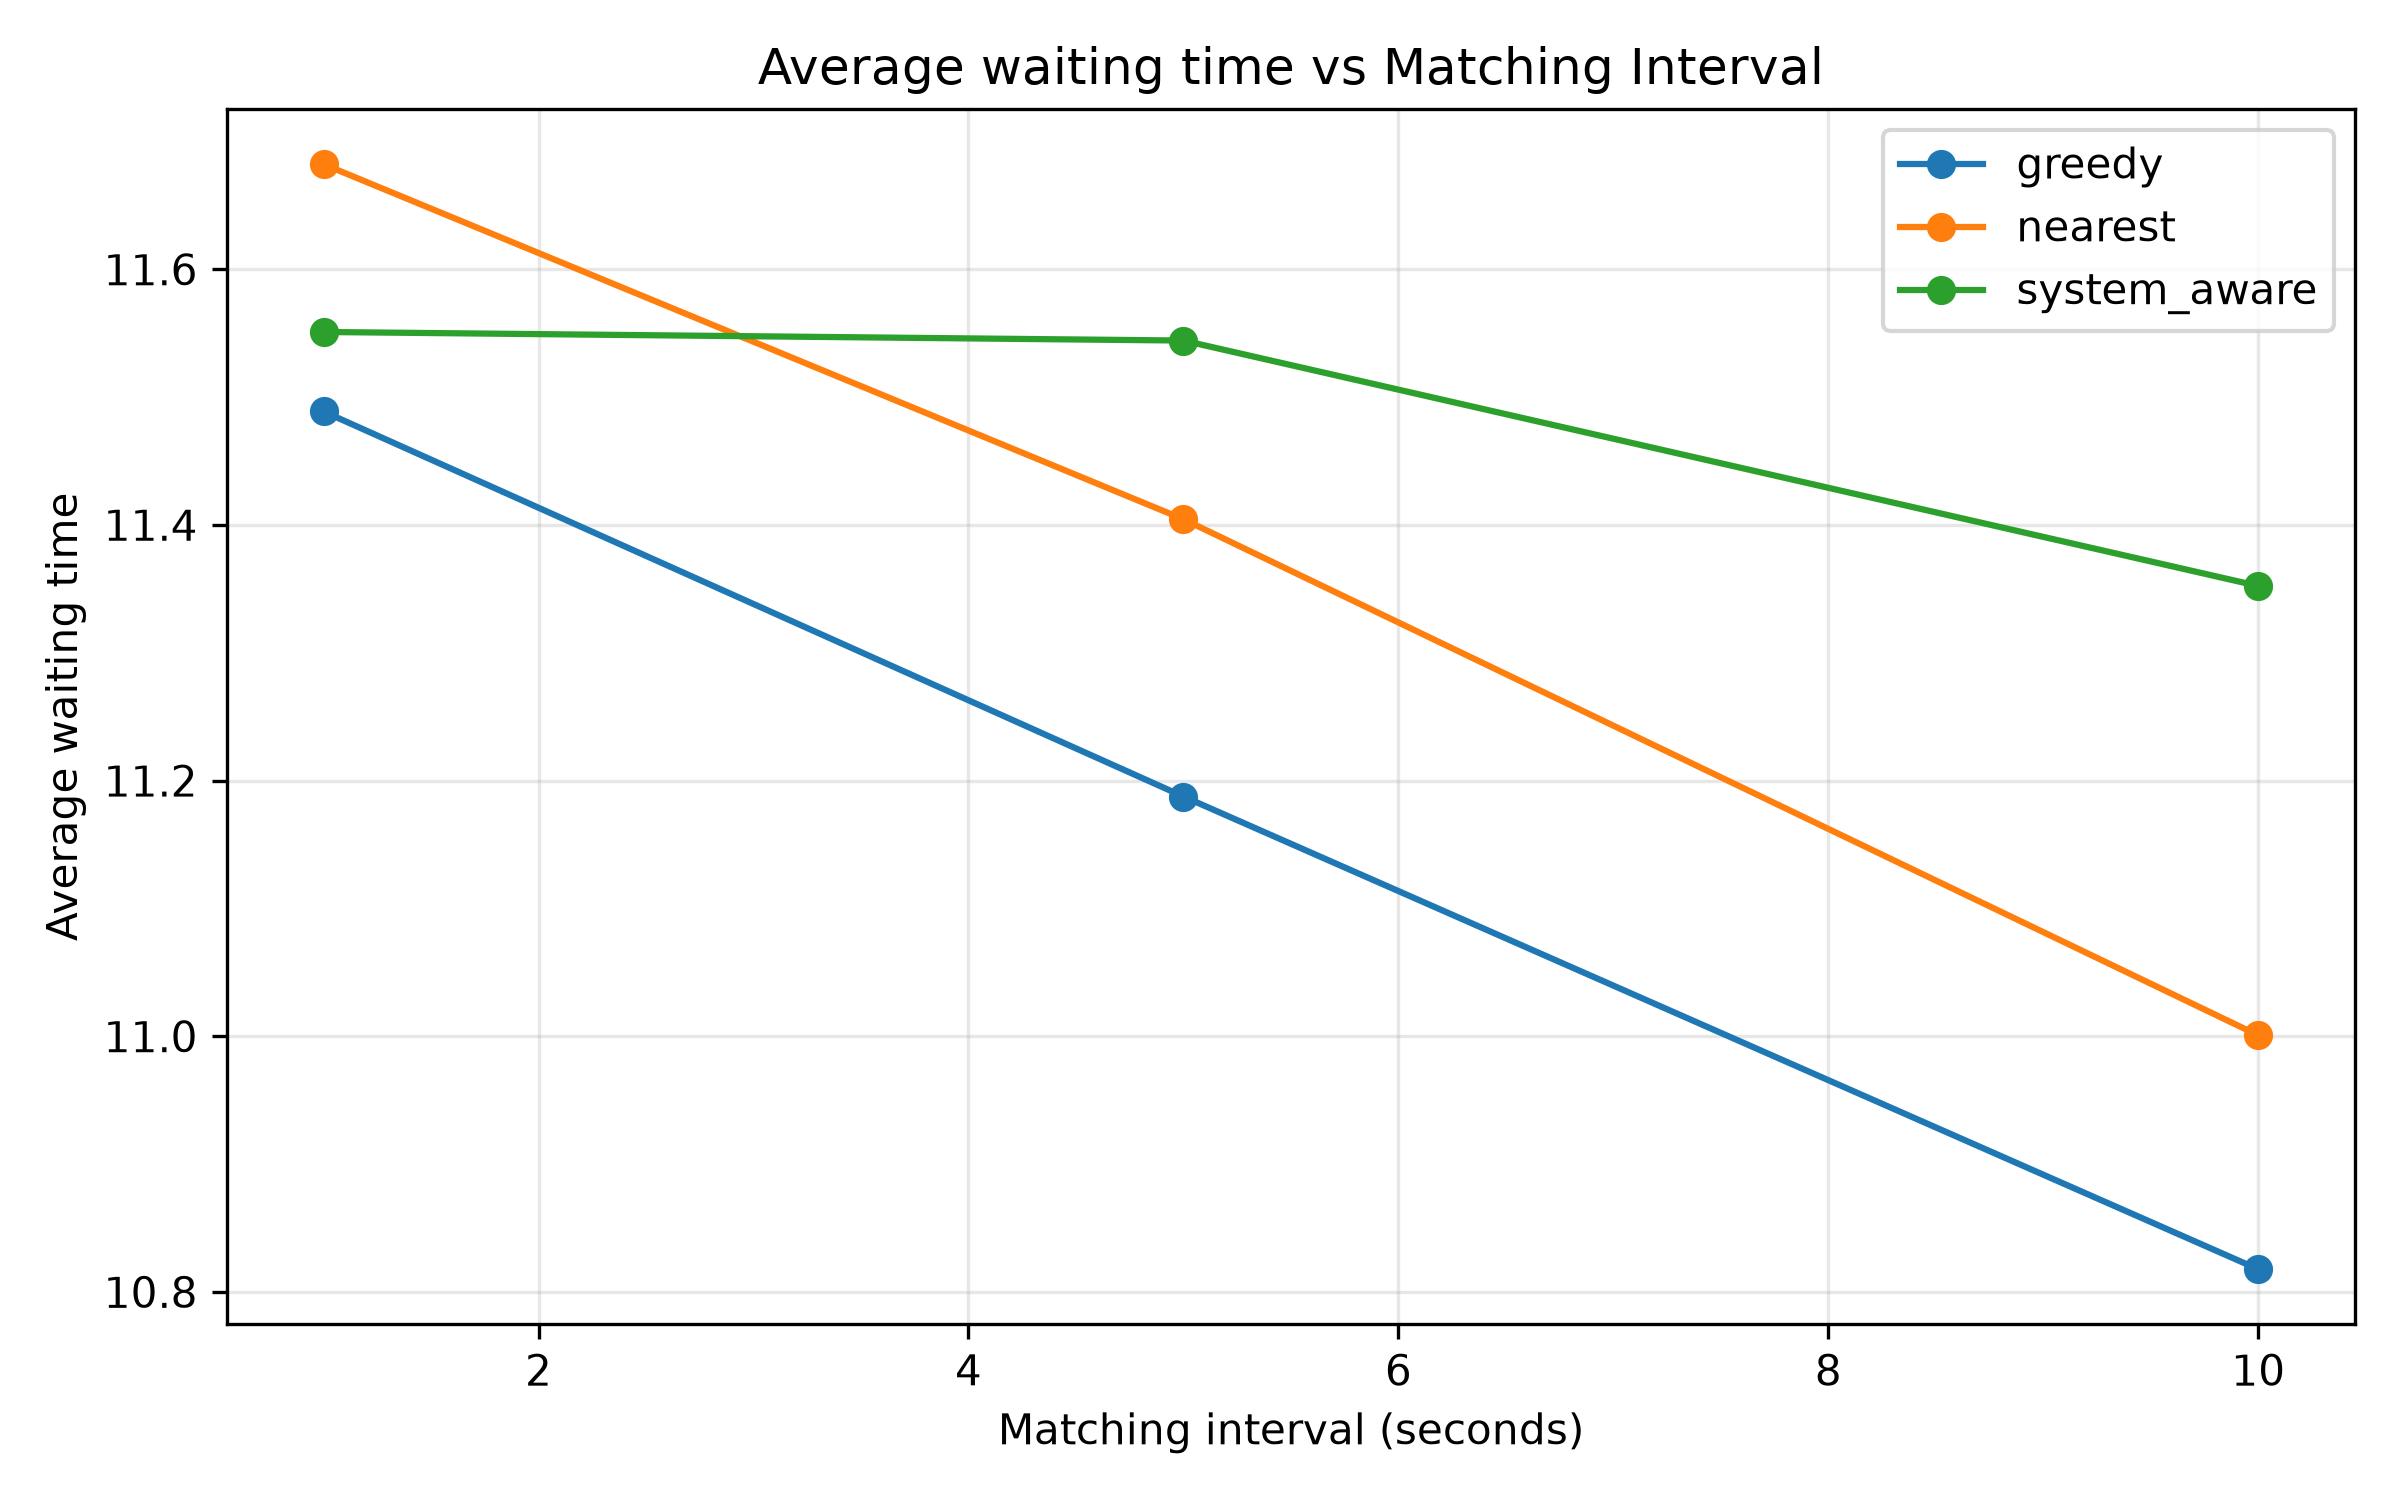 Average waiting time vs Matching Interval
greedy
nearest
system_aware
Average waiting time
11.6
11.4
11.2
11.0
10.8
2 4 6 8 10
Matching interval (seconds)